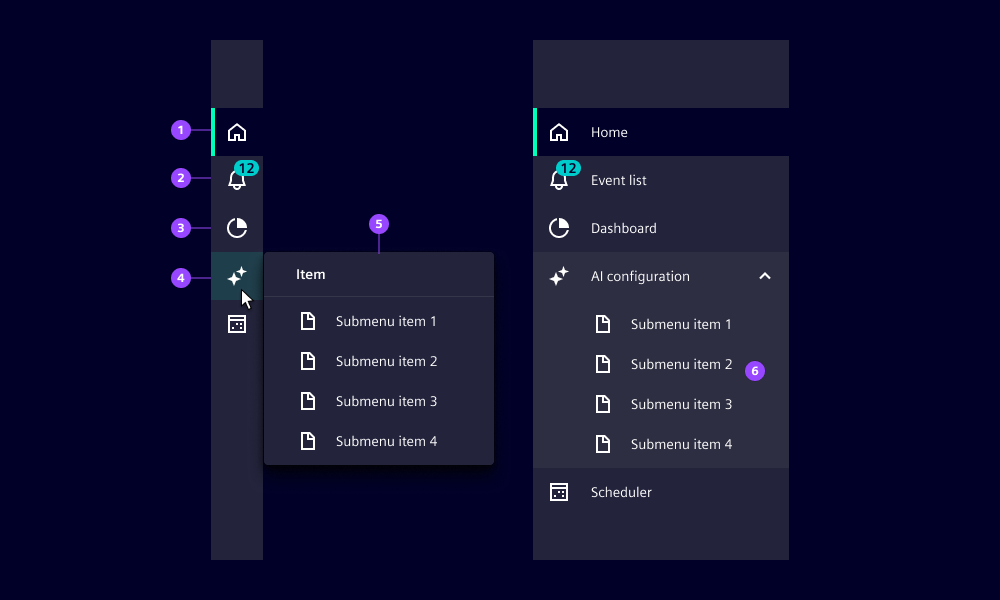 1
2
12
3
4
5
Item
Submenu item 1
Submenu item 2
Submenu item 3
Submenu item 4
Home
12
Event list
Dashboard
AI configuration
Submenu item 1
Submenu item 2
6
Submenu item 3
Submenu item 4
Scheduler